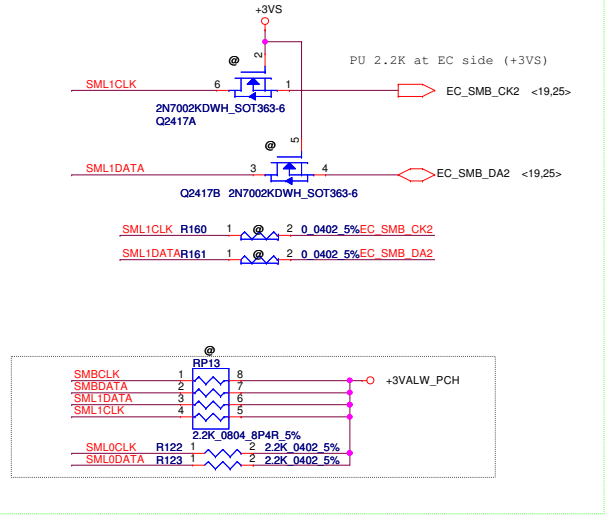 +3VS
@
2
PU 2.2K at EC side (+3VS)
SML1CLK
6
1
EC_SMB_CK2 <19,25>
2N7002KDWH_SOT363-6
Q2417A
5
@
SML1DATA
3
4
EC_SMB_DA2 <19,25>
Q2417B 2N7002KDWH_SOT363-6
SML1CLK R160 1 @ 2 0_0402_5% EC_SMB_CK2
SML1DATA R161 1 @ 2 0_0402_5% EC_SMB_DA2
@
RP13
SMBCLK 1 8
+3VALW_PCH
SMBDATA 2 7
SML1DATA 3 6
SML1CLK 4 5
2.2K_0804_8P4R_5%
SML0CLK R122 1 2 2.2K_0402_5%
SML0DATA R123 1 2 2.2K_0402_5%